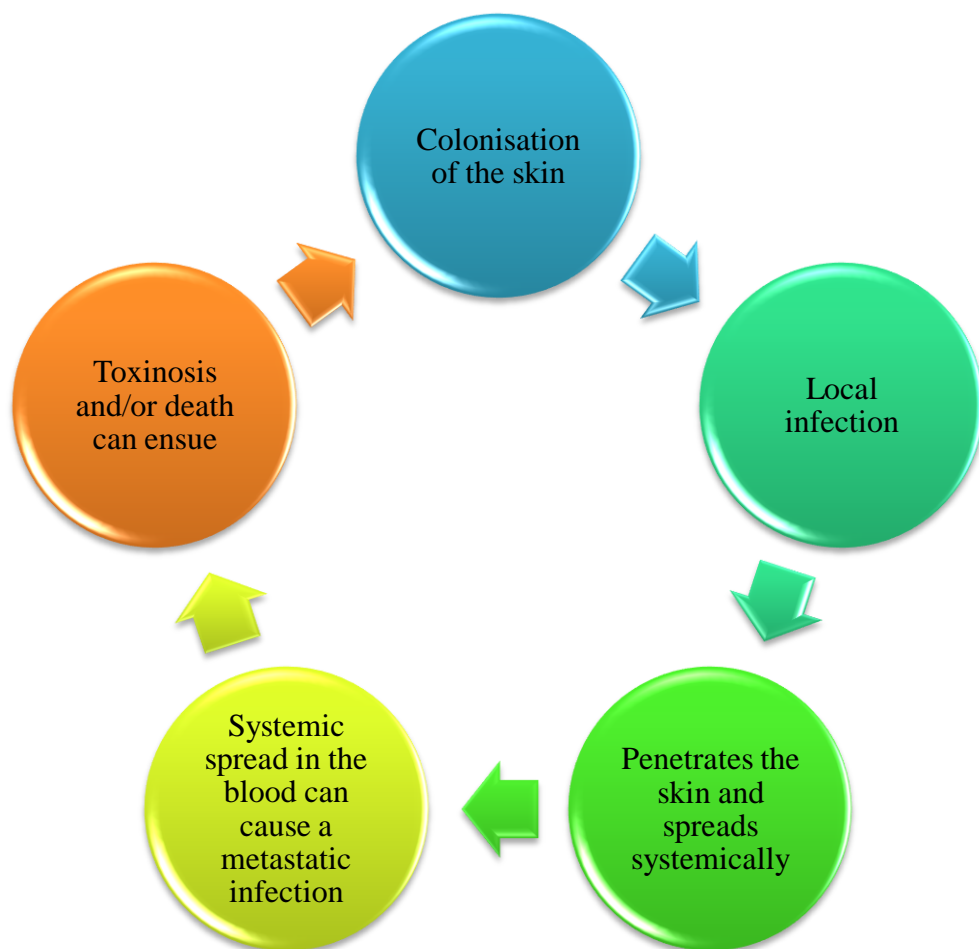 Colonisation
of the skin
Local
infection
Penetrates the
skin and
spreads
systemically
Systemic
spread in the
blood can
cause a
metastatic
infection
Toxinosis
and/or death
can ensue